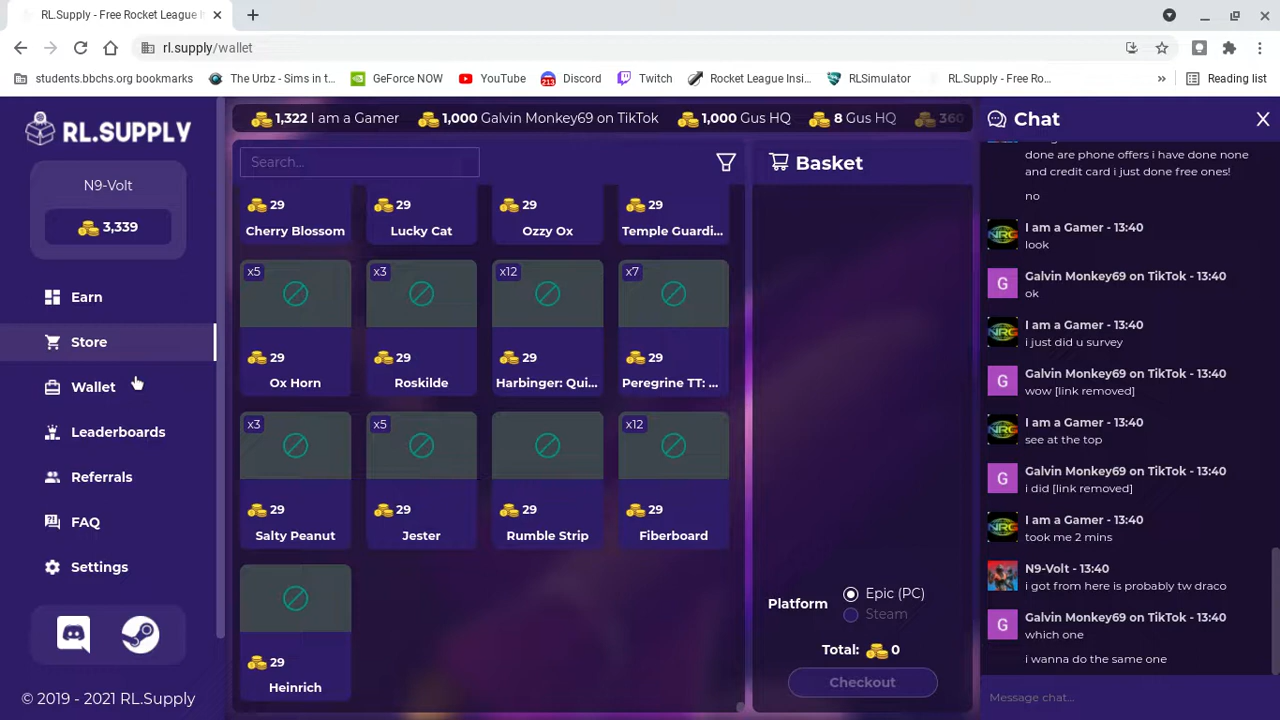 RL.Supply - Free Rocket League I
rl.supply/wallet
students.bbchs.org bookmarks
The Urbz - Sims in t...
GeForce NOW
YouTube
213
Discord
Twitch
Rocket League Insi...
RLSimulator
RL.Supply - Free Ro...
»
Reading list
RL.SUPPLY
N9-Volt
3,339
Earn
Store
Wallet
Leaderboards
Referrals
FAQ
Settings
© 2019 - 2021 RL.Supply
1,322 I am a Gamer
1,000 Galvin Monkey69 on TikTok
1,000 Gus HQ
8 Gus HQ
360
Search...
29
Cherry Blossom
29
Lucky Cat
29
Ozzy Ox
29
Temple Guardi...
x5
29
Ox Horn
x3
29
Roskilde
x12
29
Harbinger: Qui...
x7
29
Peregrine TT: ...
x3
29
Salty Peanut
x5
29
Jester
29
Rumble Strip
x12
29
Fiberboard
29
Heinrich
Basket
Platform
Epic (PC)
Steam
Total: 0
Checkout
Chat
done are phone offers i have done none
and credit card i just done free ones!
no
NRG
I am a Gamer - 13:40
look
G
Galvin Monkey69 on TikTok - 13:40
ok
NRG
I am a Gamer - 13:40
i just did u survey
G
Galvin Monkey69 on TikTok - 13:40
wow [link removed]
NRG
I am a Gamer - 13:40
see at the top
G
Galvin Monkey69 on TikTok - 13:40
i did [link removed]
NRG
I am a Gamer - 13:40
took me 2 mins
N9-Volt - 13:40
i got from here is probably tw draco
G
Galvin Monkey69 on TikTok - 13:40
which one
i wanna do the same one
Message chat...